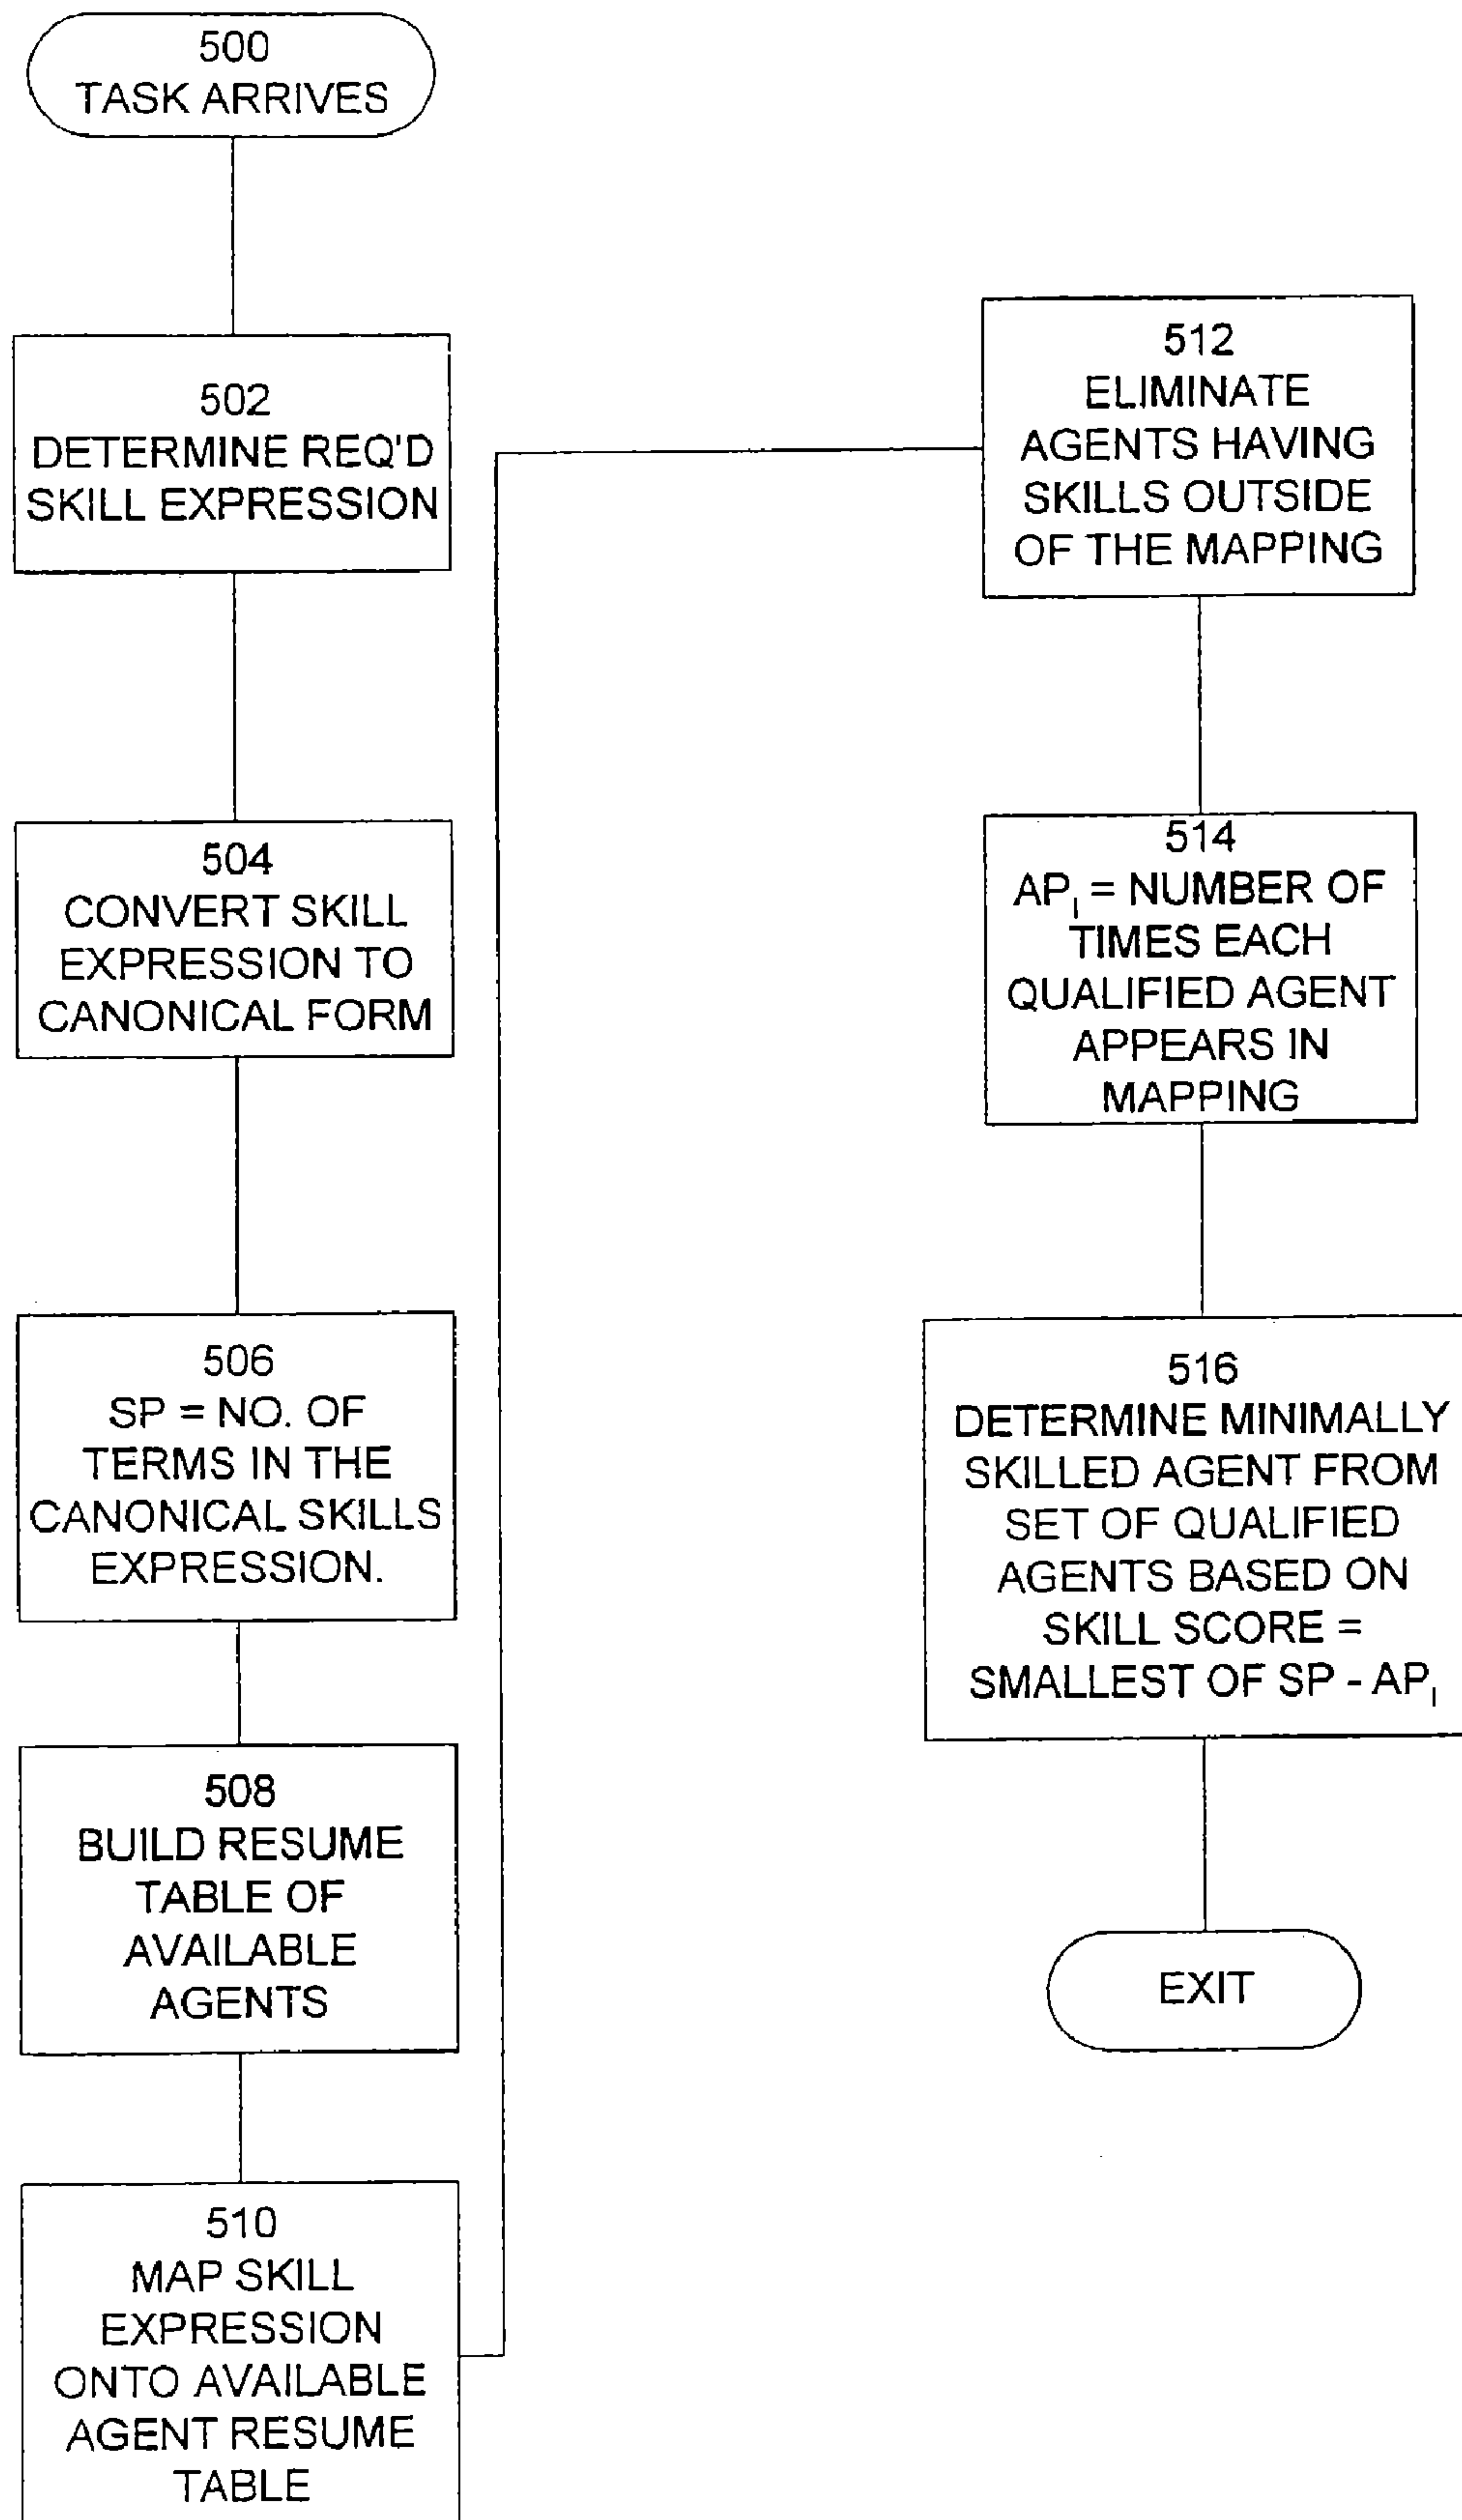 500
TASK ARRIVES
502
DETERMINE REQ'D
SKILL EXPRESSION
504
CONVERT SKILL
EXPRESSION TO
CANONICAL FORM
506
SP = NO. OF
TERMS IN THE
CANONICAL SKILLS
EXPRESSION.
508
BUILD RESUME
TABLE OF
AVAILABLE
AGENTS
510
MAP SKILL
EXPRESSION
ONTO AVAILABLE
AGENT RESUME
TABLE
512
ELIMINATE
AGENTS HAVING
SKILLS OUTSIDE
OF THE MAPPING
514
AP_I = NUMBER OF
TIMES EACH
QUALIFIED AGENT
APPEARS IN
MAPPING
516
DETERMINE MINIMALLY
SKILLED AGENT FROM
SET OF QUALIFIED
AGENTS BASED ON
SKILL SCORE =
SMALLEST OF SP - AP_I
EXIT